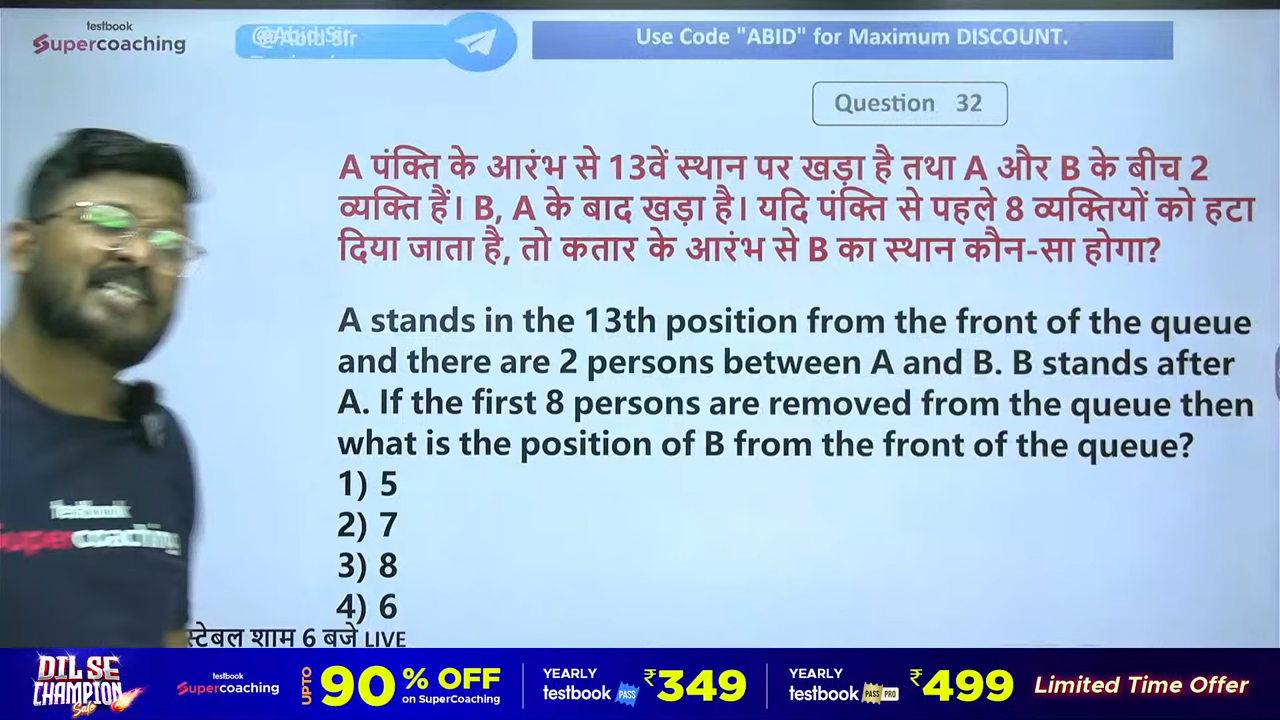 testbook
Supercoaching
@Abid Sir
Use Code "ABID" for Maximum DISCOUNT.
Question 32
A पंक्ति के आरंभ से 13वें स्थान पर खड़ा है तथा A और B के बीच 2
व्यक्ति हैं। B, A के बाद खड़ा है। यदि पंक्ति से पहले 8 व्यक्तियों को हटा
दिया जाता है, तो कतार के आरंभ से B का स्थान कौन-सा होगा?
A stands in the 13th position from the front of the queue
and there are 2 persons between A and B. B stands after
A. If the first 8 persons are removed from the queue then
what is the position of B from the front of the queue?
1) 5
2) 7
3) 8
4) 6
testbook
Supercoaching
स्टेबल शाम 6 बजे LIVE
DIL SE
CHAMPION
Sale
testbook
Supercoaching
UPTO
90% OFF
on SuperCoaching
YEARLY
testbook PASS
₹349
YEARLY
testbook PASS PRO
₹499
Limited Time Offer